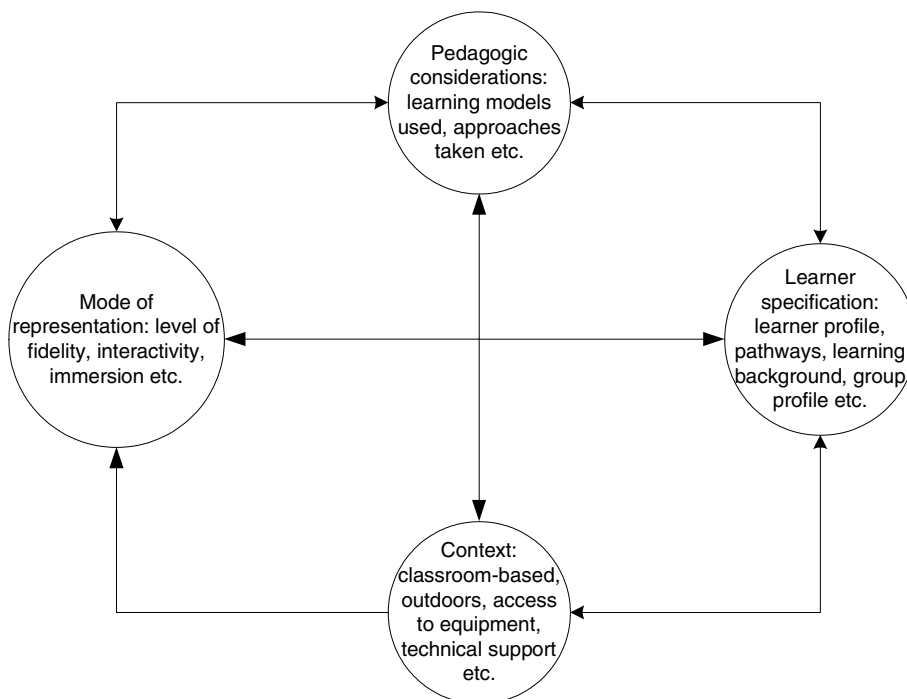 Pedagogic
considerations:
learning models
used, approaches
taken etc.
Mode of
representation: level of
fidelity, interactivity,
immersion etc.
Learner
specification:
learner profile,
pathways, learning
background, group
profile etc.
Context:
classroom-based,
outdoors, access
to equipment,
technical support
etc.